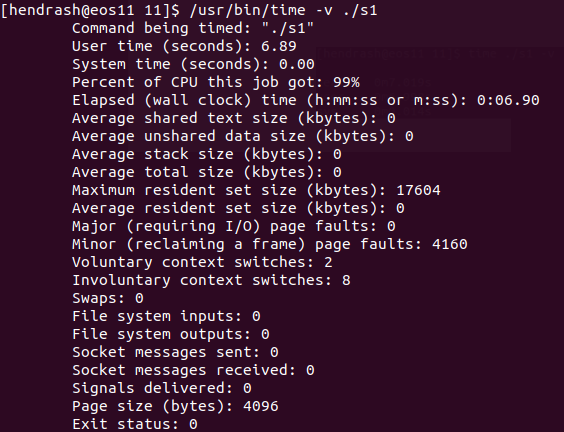 [hendrash@eos11 11]$ /usr/bin/time -v ./s1
Command being timed: "./s1"
User time (seconds): 6.89
System time (seconds): 0.00
Percent of CPU this job got: 99%
Elapsed (wall clock) time (h:mm:ss or m:ss): 0:06.90
Average shared text size (kbytes): 0
Average unshared data size (kbytes): 0
Average stack size (kbytes): 0
Average total size (kbytes): 0
Maximum resident set size (kbytes): 17604
Average resident set size (kbytes): 0
Major (requiring I/O) page faults: 0
Minor (reclaiming a frame) page faults: 4160
Voluntary context switches: 2
Involuntary context switches: 8
Swaps: 0
File system inputs: 0
File system outputs: 0
Socket messages sent: 0
Socket messages received: 0
Signals delivered: 0
Page size (bytes): 4096
Exit status: 0